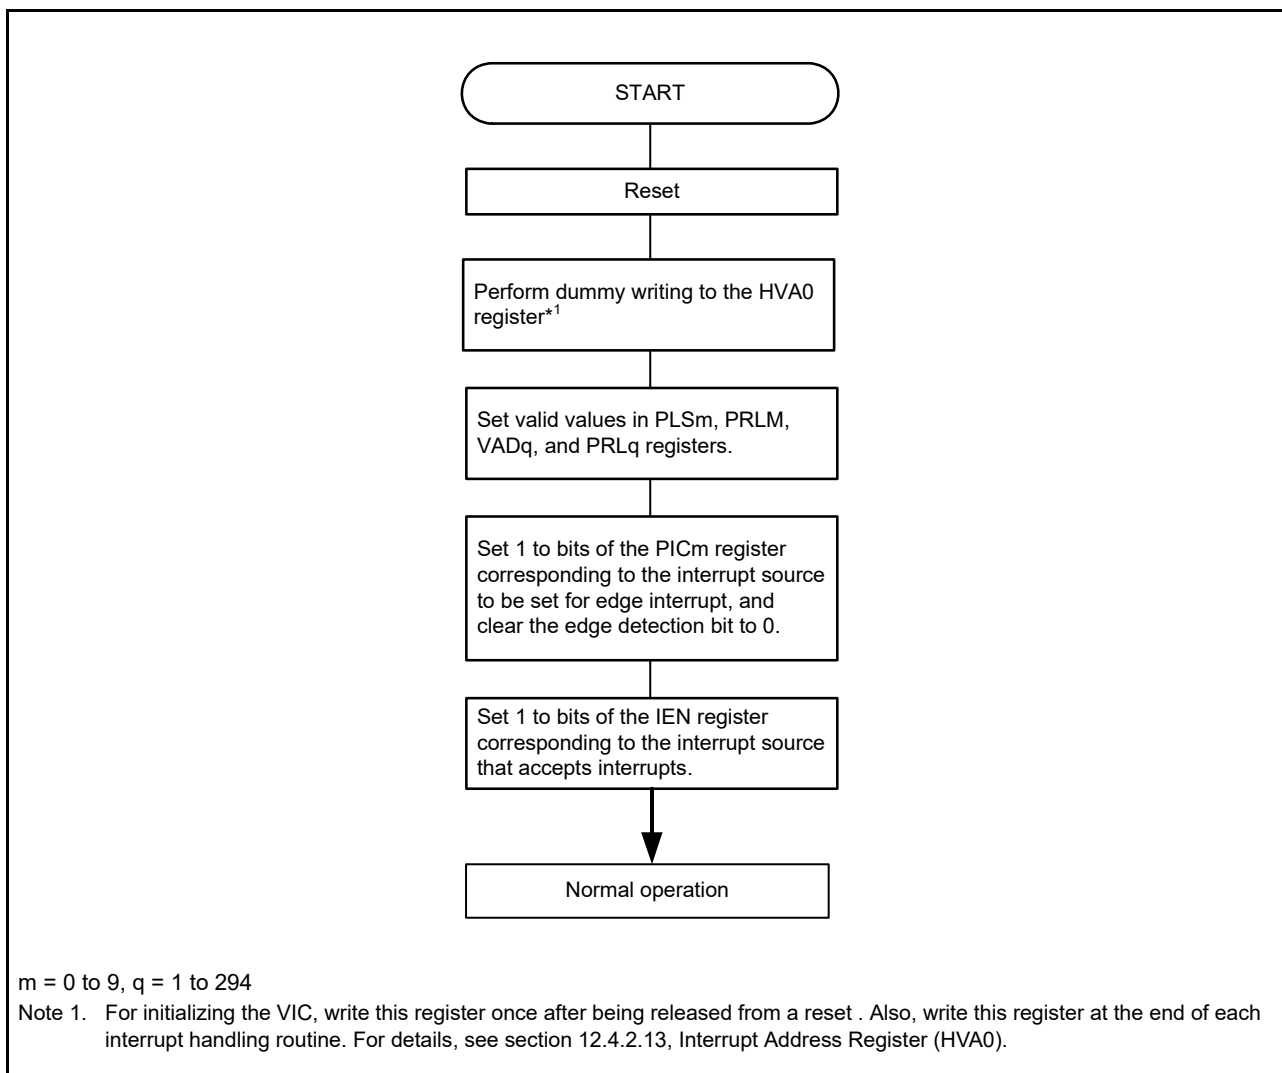 START
Reset
Perform dummy writing to the HVA0
register*1
Set valid values in PLSm, PRLM,
VADq, and PRLq registers.
Set 1 to bits of the PICm register
corresponding to the interrupt source
to be set for edge interrupt, and
clear the edge detection bit to 0.
Set 1 to bits of the IEN register
corresponding to the interrupt source
that accepts interrupts.
Normal operation
m = 0 to 9, q = 1 to 294
Note 1. For initializing the VIC, write this register once after being released from a reset . Also, write this register at the end of each
interrupt handling routine. For details, see section 12.4.2.13, Interrupt Address Register (HVA0).